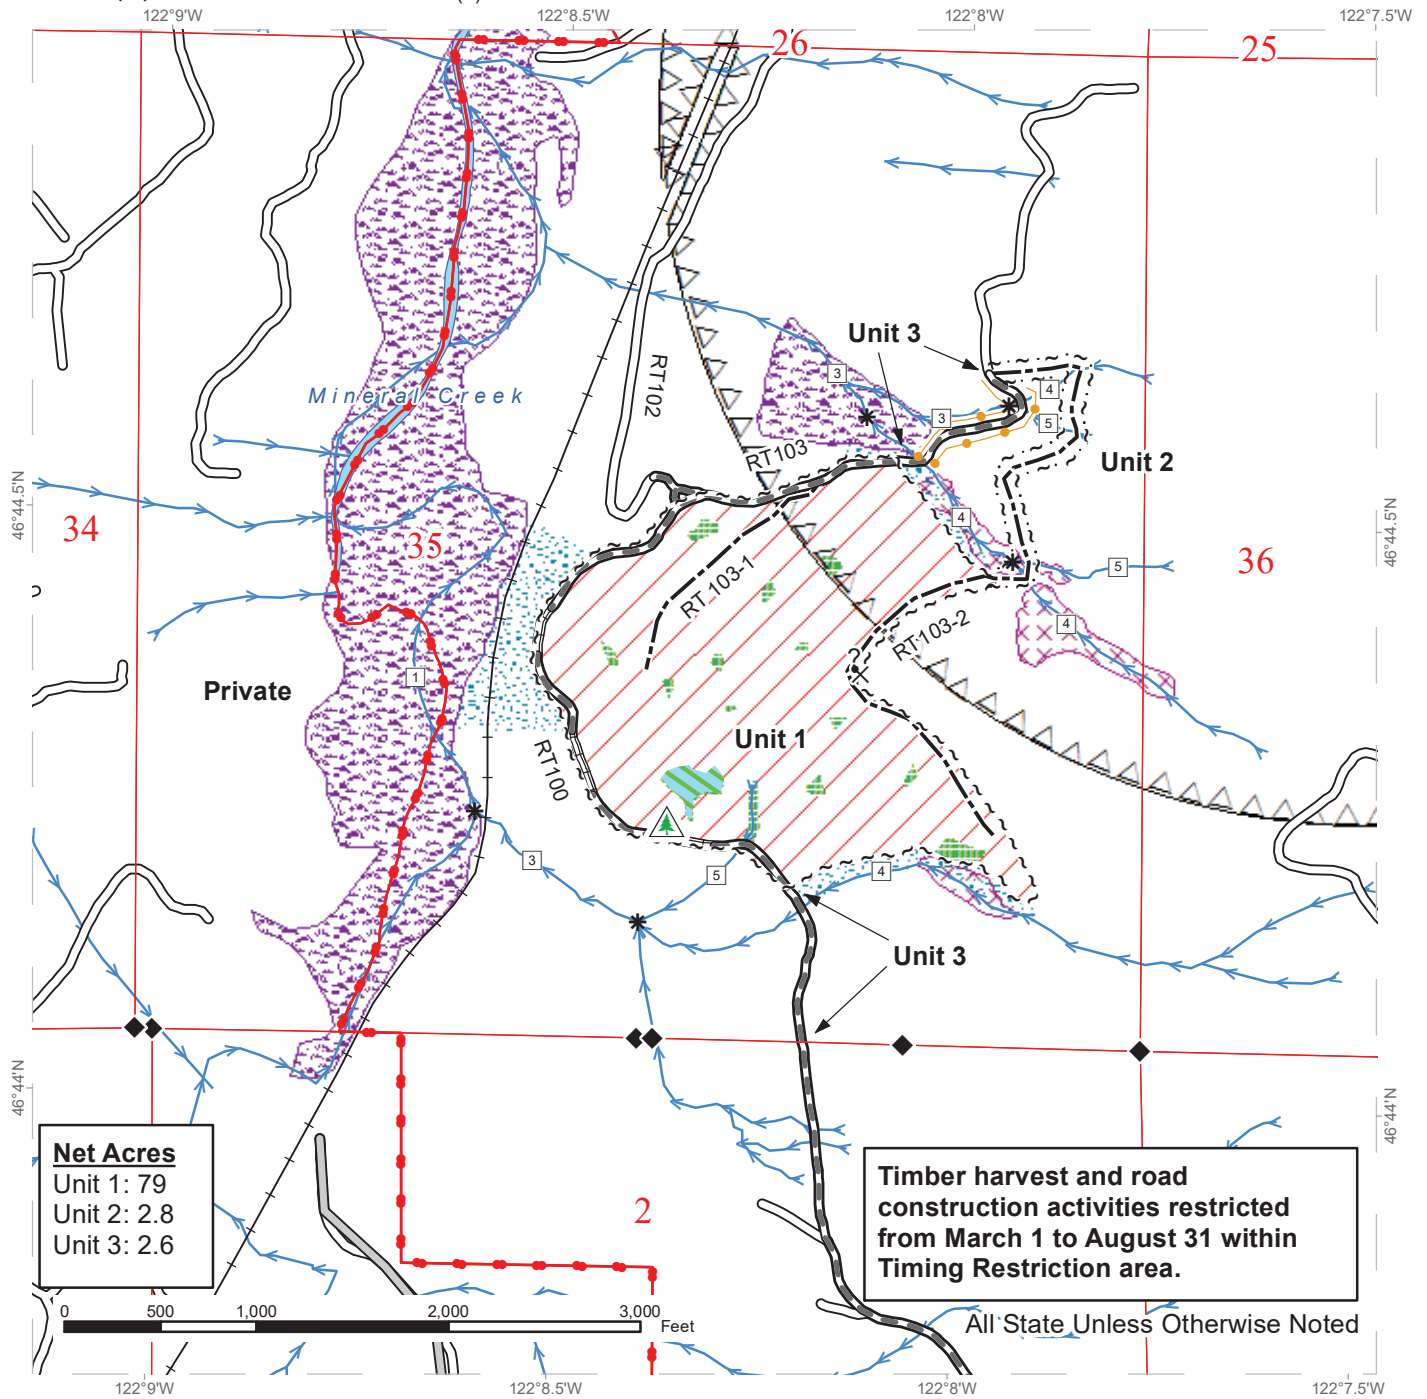 122°9'W
122°8.5'W
122°8'W
122°7.5'W
26
25
Unit 3
3
4
Mineral Creek
RT102
3
5
RT103
Unit 2
46°44.5'N
34
35
4
46°44.5'N
36
5
RT 103-1
RT103-2
4
1
Private
Unit 1
RT100
3
5
4
Unit 3
46°44'N
46°44'N
Net Acres
Unit 1: 79
Unit 2: 2.8
Unit 3: 2.6
2
Timber harvest and road
construction activities restricted
from March 1 to August 31 within
Timing Restriction area.
0
500
1,000
2,000
3,000
Feet
All State Unless Otherwise Noted
122°9'W
122°8.5'W
122°8'W
122°7.5'W